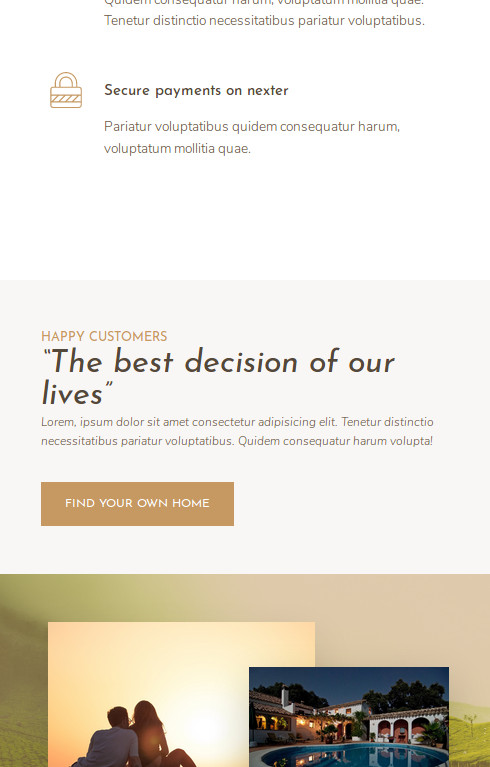 Quidem consequatur harum, voluptatum mollitia quae.
Tenetur distinctio necessitatibus pariatur voluptatibus.
Secure payments on nexter
Pariatur voluptatibus quidem consequatur harum,
voluptatum mollitia quae.
HAPPY CUSTOMERS
“The best decision of our
lives”
Lorem, ipsum dolor sit amet consectetur adipisicing elit. Tenetur distinctio
necessitatibus pariatur voluptatibus. Quidem consequatur harum volupta!
FIND YOUR OWN HOME